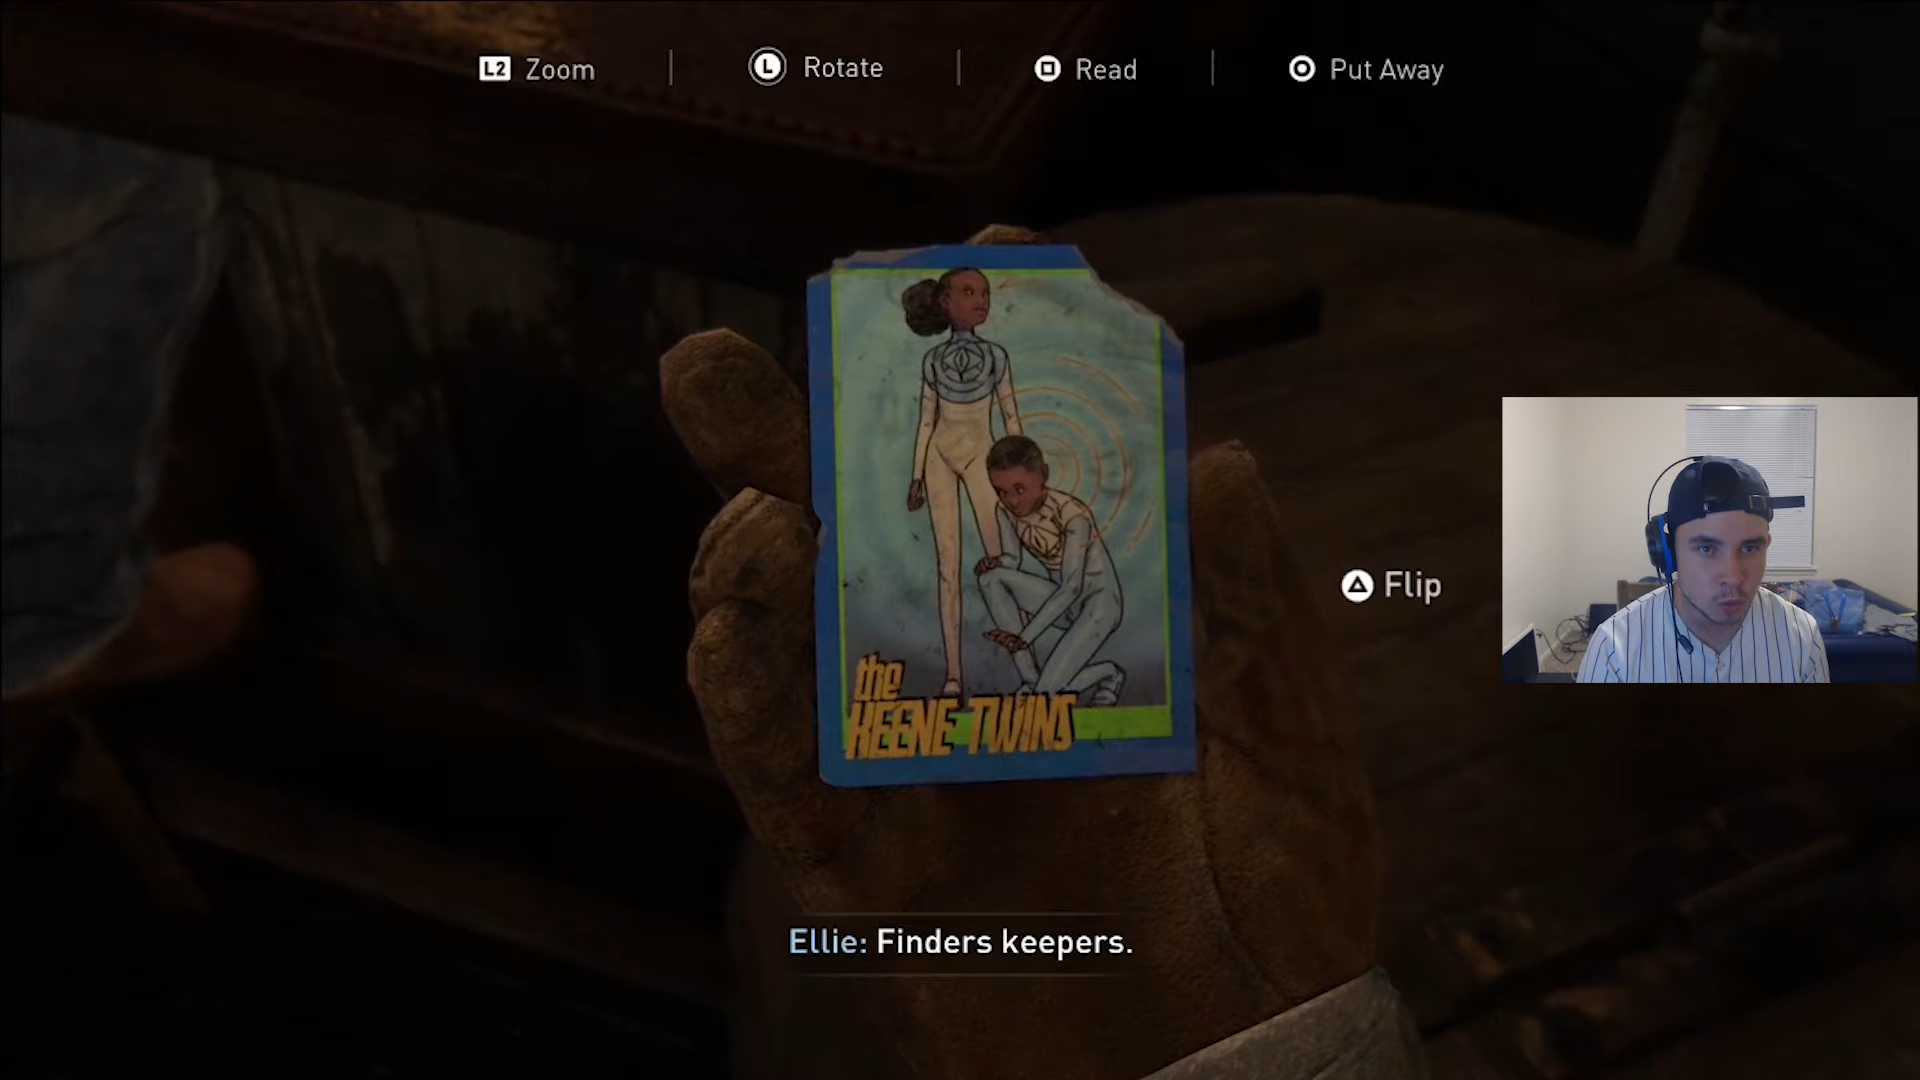 L2 Zoom
L Rotate
Read
Put Away
Flip
the
KEENE TWINS
Ellie: Finders keepers.